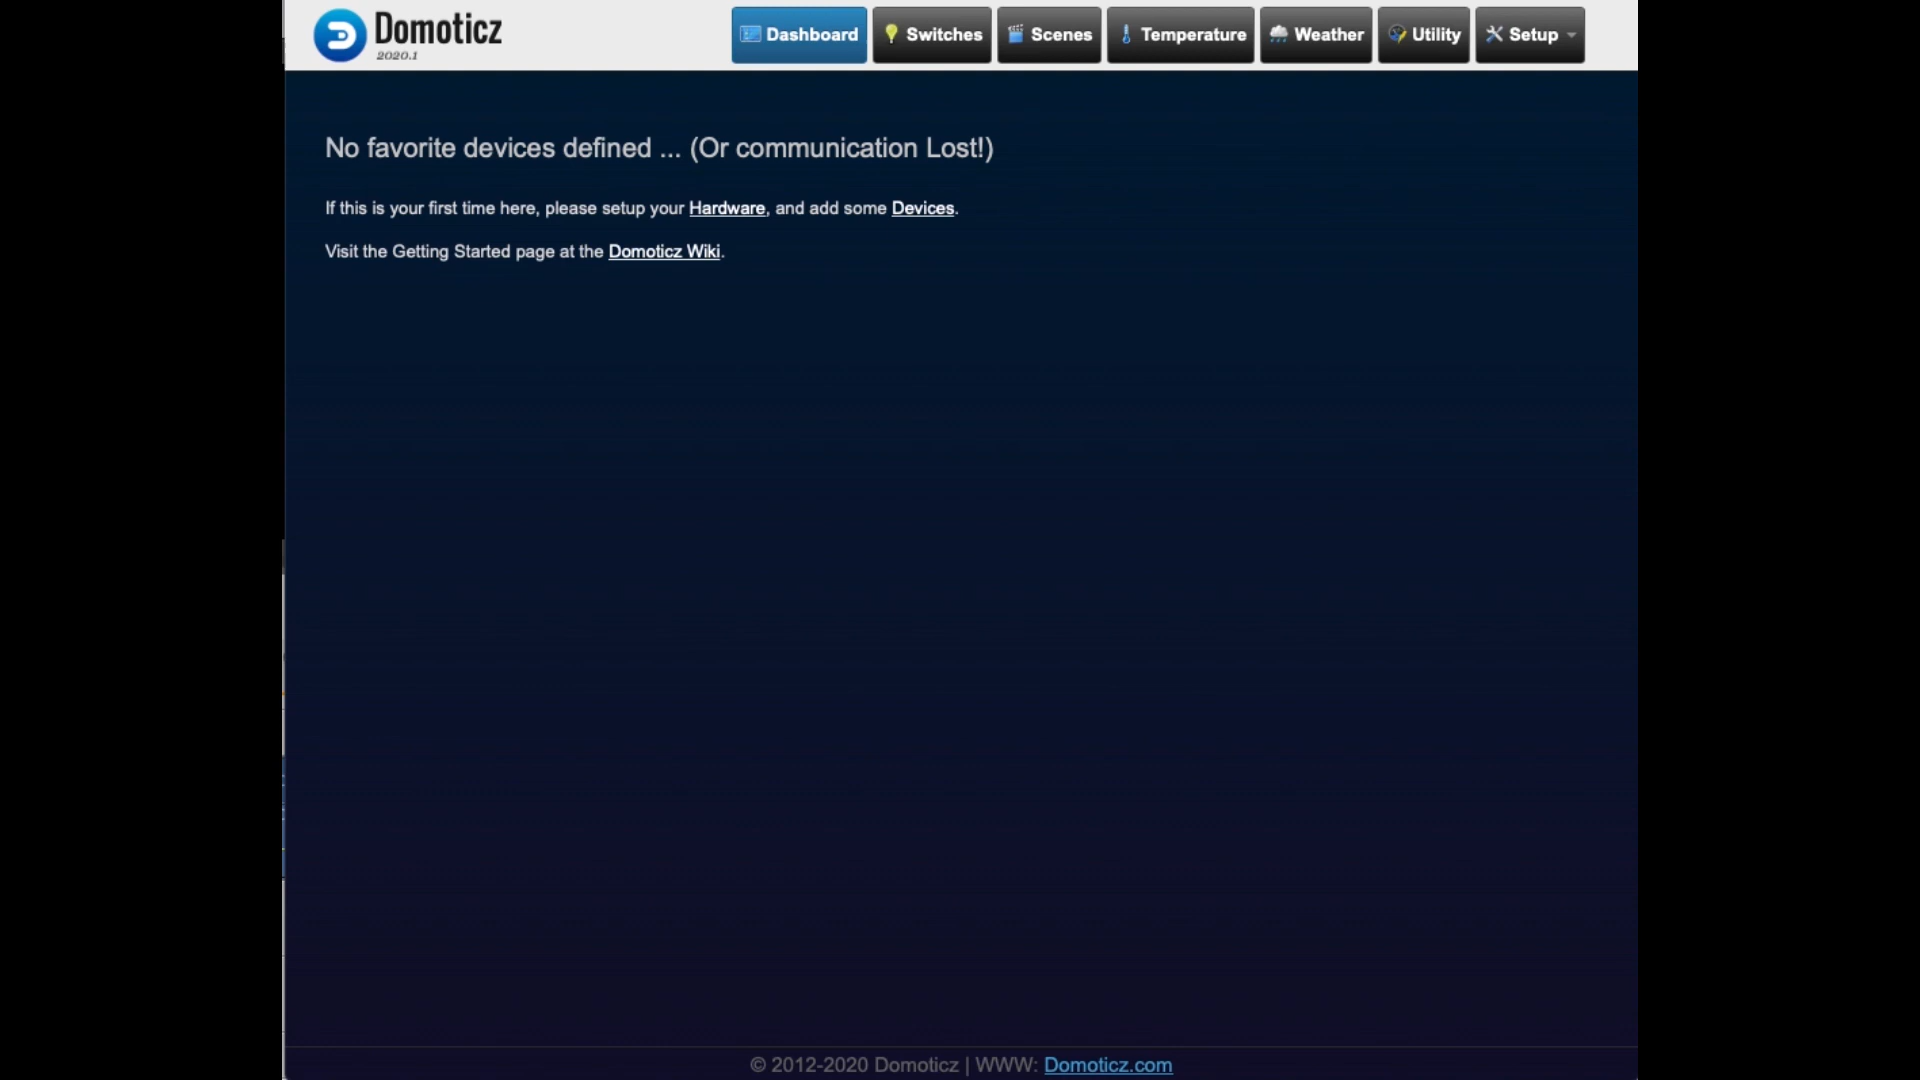 Domoticz
2020.1
Dashboard Switches Scenes Temperature Weather Utility Setup
No favorite devices defined ... (Or communication Lost!)
If this is your first time here, please setup your Hardware, and add some Devices.
Visit the Getting Started page at the Domoticz Wiki.
© 2012-2020 Domoticz | WWW: Domoticz.com